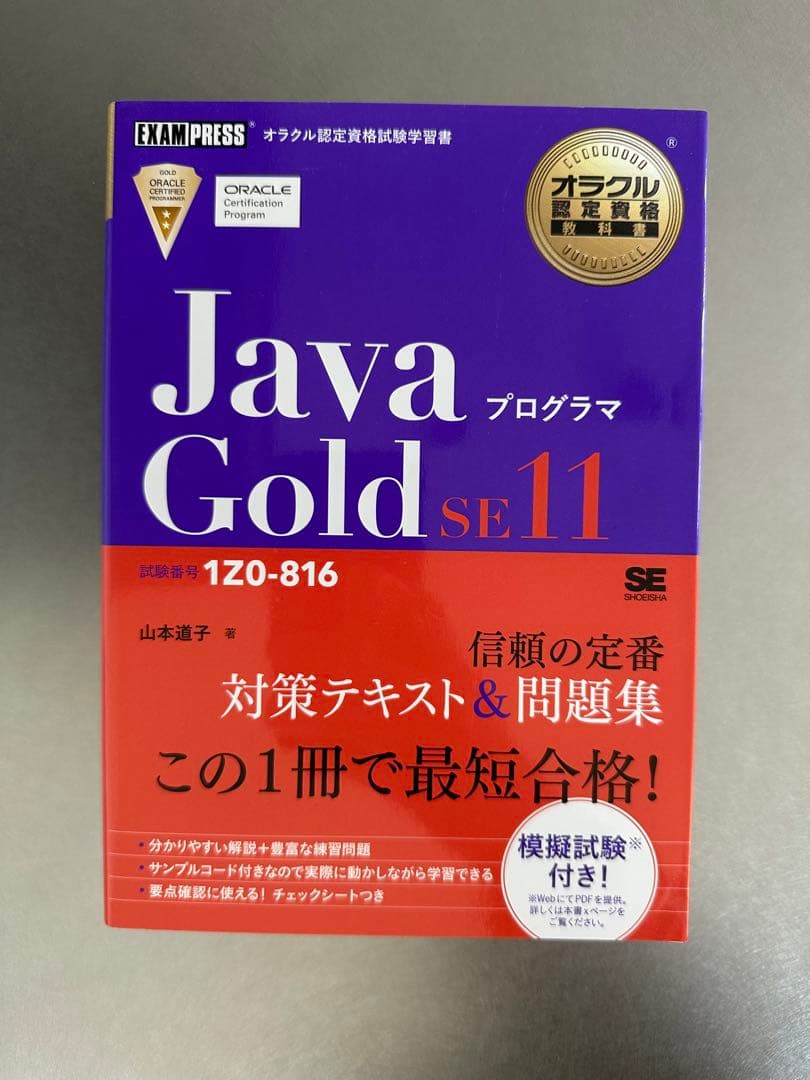 EXAMPRESS® オラクル認定資格試験学習書
GOLD
ORACLE
CERTIFIED
PROGRAMMER
ORACLE
Certification
Program
®
オラクル
認定資格
教科書
Java プログラマ
Gold SE 11
試験番号 1Z0-816
SE
SHOEISHA
山本道子 著
信頼の定番
対策テキスト&問題集
この1冊で最短合格!
・分かりやすい解説+豊富な練習問題
・サンプルコード付きなので実際に動かしながら学習できる
・要点確認に使える! チェックシートつき
模擬試験※
付き!
※WebにてPDFを提供。
詳しくは本書xページを
ご覧ください。